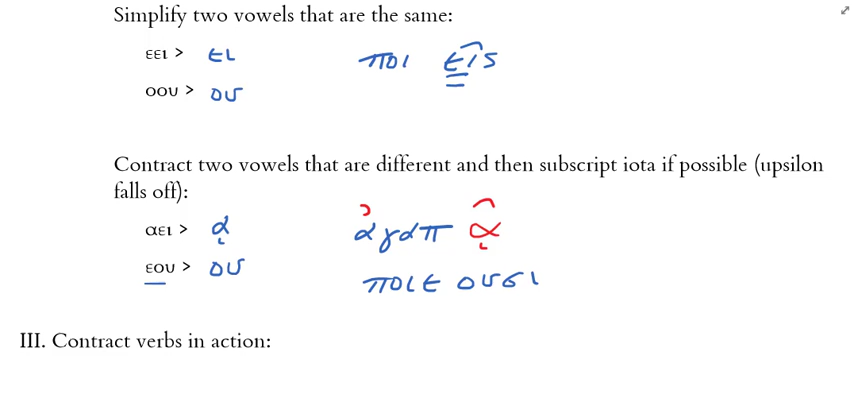 Simplify two vowels that are the same:
εει > ει ποι εῖς
οου > ου
Contract two vowels that are different and then subscript iota if possible (upsilon
falls off):
αει > ᾳ ἀγαπ ᾷ
εου > ου ποιε ουσι
III. Contract verbs in action: